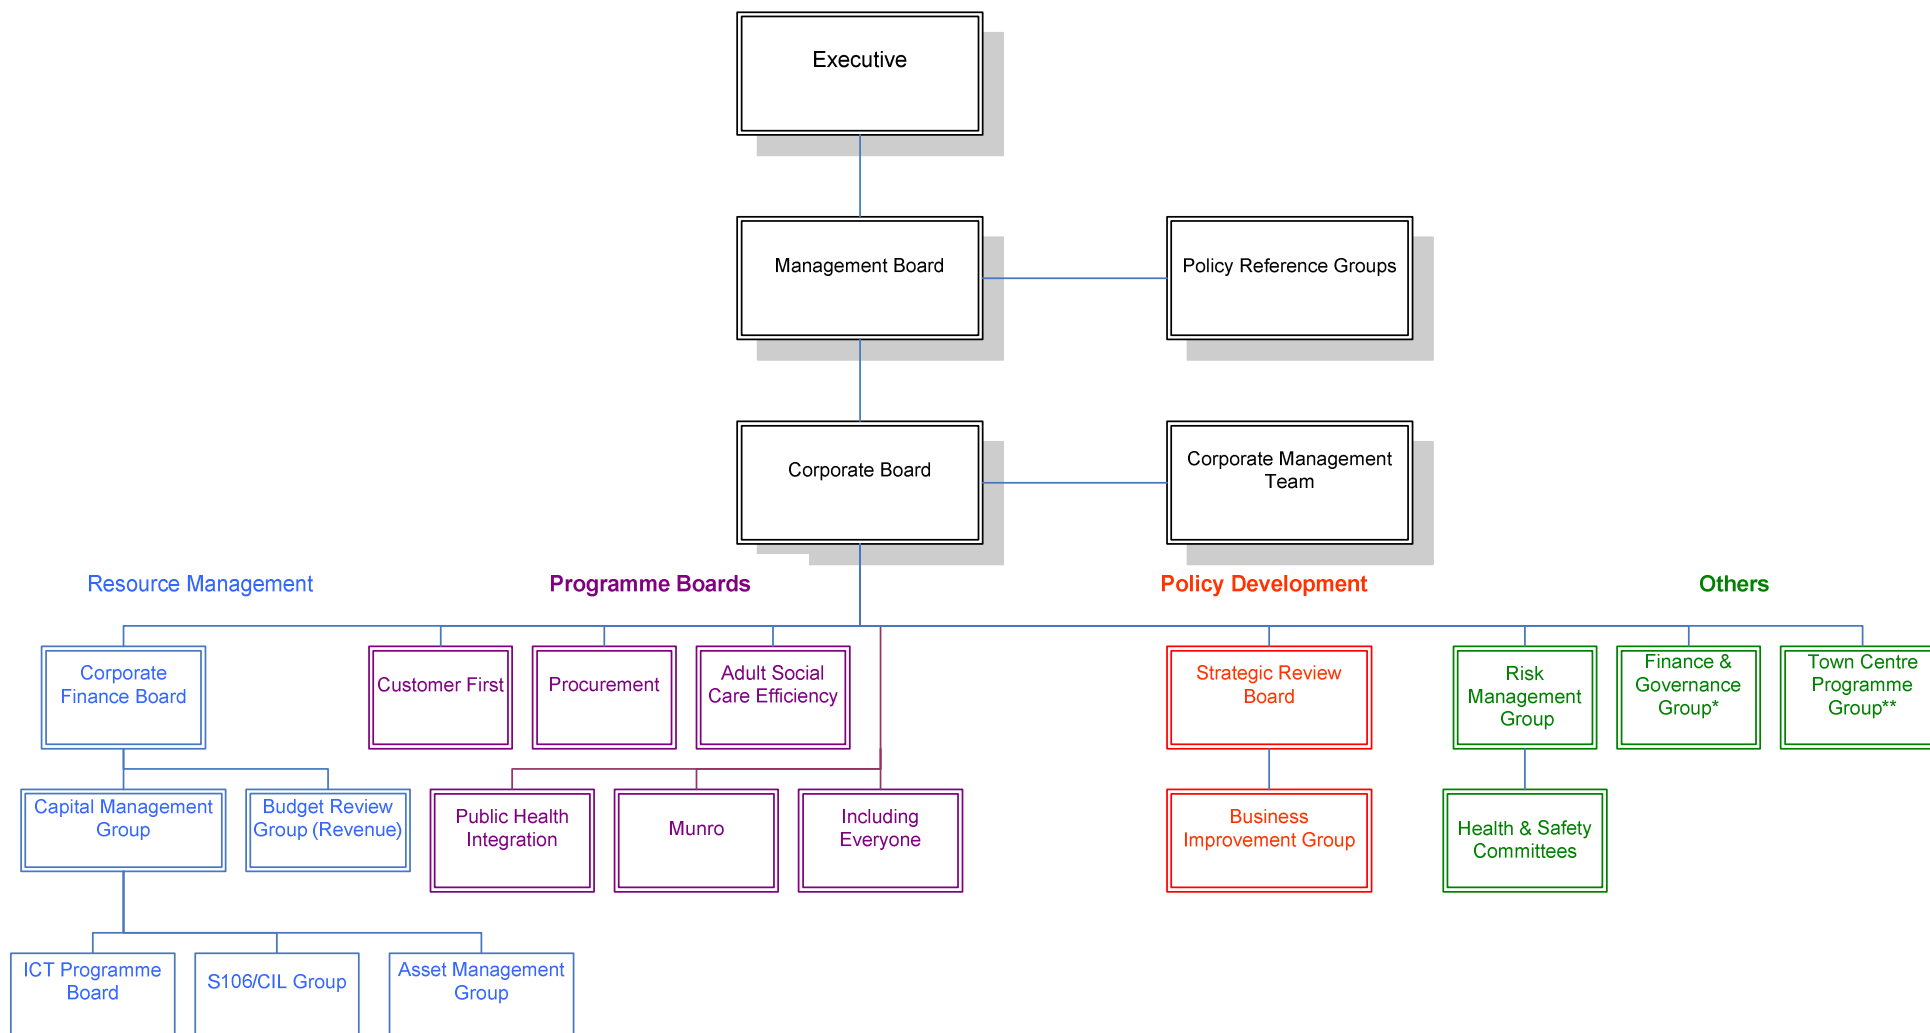 Executive
Management Board
Policy Reference Groups
Corporate Board
Corporate Management
Team
Resource Management
Programme Boards
Policy Development
Others
Corporate
Finance Board
Customer First
Procurement
Adult Social
Care Efficiency
Strategic Review
Board
Risk
Management
Group
Finance &
Governance
Group*
Town Centre
Programme
Group**
Capital Management
Group
Budget Review
Group (Revenue)
Public Health
Integration
Munro
Including
Everyone
Business
Improvement Group
Health & Safety
Committees
ICT Programme
Board
S106/CIL Group
Asset Management
Group